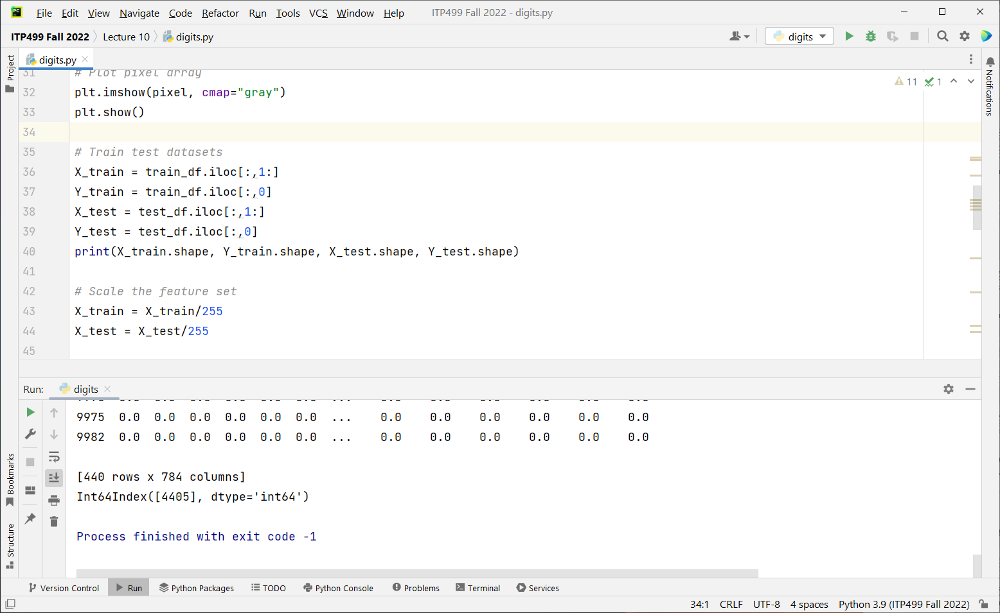 File Edit View Navigate Code Refactor Run Tools VCS Window Help ITP499 Fall 2022 - digits.py
ITP499 Fall 2022 Lecture 10 digits.py digits
Project
digits.py
11 1
Notifications
31 # Plot pixel array
32 plt.imshow(pixel, cmap="gray")
33 plt.show()
34
35 # Train test datasets
36 X_train = train_df.iloc[:,1:]
37 Y_train = train_df.iloc[:,0]
38 X_test = test_df.iloc[:,1:]
39 Y_test = test_df.iloc[:,0]
40 print(X_train.shape, Y_train.shape, X_test.shape, Y_test.shape)
41
42 # Scale the feature set
43 X_train = X_train/255
44 X_test = X_test/255
45
Run: digits
9975 0.0 0.0 0.0 0.0 0.0 0.0 ... 0.0 0.0 0.0 0.0 0.0 0.0
9982 0.0 0.0 0.0 0.0 0.0 0.0 ... 0.0 0.0 0.0 0.0 0.0 0.0
[440 rows x 784 columns]
Int64Index([4405], dtype='int64')
Process finished with exit code -1
Bookmarks
Structure
Version Control Run Python Packages TODO Python Console Problems Terminal Services
34:1 CRLF UTF-8 4 spaces Python 3.9 (ITP499 Fall 2022)